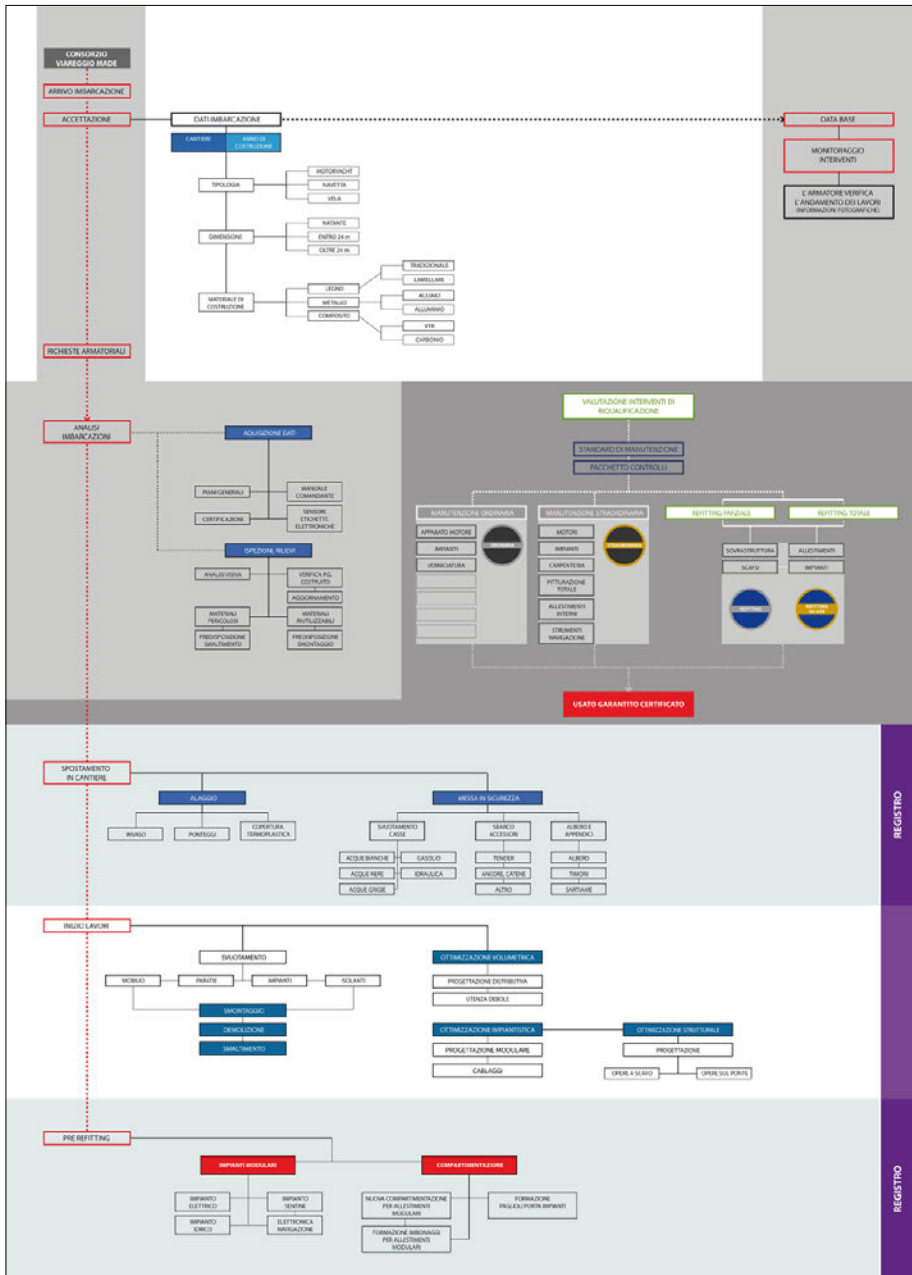 CONSORZIO
VIAREGGIO MADE
ARRIVO IMBARCAZIONE
ACCETTAZIONE
DATI IMBARCAZIONE
CANTIERE
ANNO DI
COSTRUZIONE
TIPOLOGIA
MOTORYACHT
NAVETTA
VELA
DIMENSIONE
NATANTE
ENTRO 24 m
OLTRE 24 m
MATERIALE DI
COSTRUZIONE
LEGNO
METALLO
COMPOSITO
TRADIZIONALE
LAMELLARE
ACCIAIO
ALLUMINIO
VTR
CARBONIO
DATA BASE
MONITORAGGIO
INTERVENTI
L'ARMATORE VERIFICA
L'ANDAMENTO DEI LAVORI
(INFORMAZIONI FOTOGRAFICHE)
RICHIESTE ARMATORIALI
ANALISI
IMBARCAZIONI
AQUISIZIONE DATI
PIANI GENERALI
MANUALE
COMANDANTE
CERTIFICAZIONI
SENSORI
ETICHETTE
ELETTRONICHE
ISPEZIONI, RILIEVI
ANALISI VISIVA
VERIFICA P.G.
COSTRUITO
AGGIORNAMENTO
MATERIALI
PERICOLOSI
MATERIALI
RIUTILIZZABILI
PREDISPOSIZIONE
SMALTIMENTO
PREDISPOSIZIONE
SMONTAGGIO
VALUTAZIONE INTERVENTI DI
RIQUALIFICAZIONE
STANDARD DI MANUTENZIONE
PACCHETTO CONTROLLI
MANUTENZIONE ORDINARIA
APPARATO MOTORE
IMPIANTI
VERNICIATURA
ORDINARIA
MANUTENZIONE STRAORDINARIA
MOTORI
IMPIANTI
CARPENTERIA
PITTURAZIONE
TOTALE
ALLESTIMENTI
INTERNI
STRUMENTI
NAVIGAZIONE
STRAORDINARIA
REFITTING PARZIALE
REFITTING TOTALE
SOVRASTRUTTURA
ALLESTIMENTI
SCAFO
IMPIANTI
REFITTING
REFITTING
USATO GARANTITO CERTIFICATO
SPOSTAMENTO
IN CANTIERE
ALAGGIO
INVASO
PONTEGGI
COPERTURA
TERMOPLASTICA
MESSA IN SICUREZZA
SVUOTAMENTO
CASSE
ACQUE BIANCHE
GASOLIO
ACQUE NERE
IDRAULICA
ACQUE GRIGIE
SBARCO
ACCESSORI
TENDER
ANCORE, CATENE
ALTRO
ALBERO E
APPENDICI
ALBERO
TIMONI
SARTIAME
REGISTRO
INIZIO LAVORI
SVUOTAMENTO
MOBILIO
PARATIE
IMPIANTI
ISOLANTI
SMONTAGGIO
DEMOLIZIONE
SMALTIMENTO
OTTIMIZZAZIONE VOLUMETRICA
PROGETTAZIONE DISTRIBUTIVA
UTENZA DEBOLE
OTTIMIZZAZIONE IMPIANTISTICA
PROGETTAZIONE MODULARE
CABLAGGI
OTTIMIZZAZIONE STRUTTURALE
PROGETTAZIONE
OPERE A SCAFO
OPERE SUL PONTE
PRE REFITTING
IMPIANTI MODULARI
IMPIANTO
ELETTRICO
IMPIANTO
SENTINE
IMPIANTO
IDRICO
ELETTRONICA
NAVIGAZIONE
COMPARTIMENTAZIONE
NUOVA COMPARTIMENTAZIONE
PER ALLESTIMENTI
MODULARI
FORMAZIONE
PAGLIOLI PORTA IMPIANTI
FORMAZIONE IMBONAGGI
PER ALLESTIMENTI
MODULARI
REGISTRO